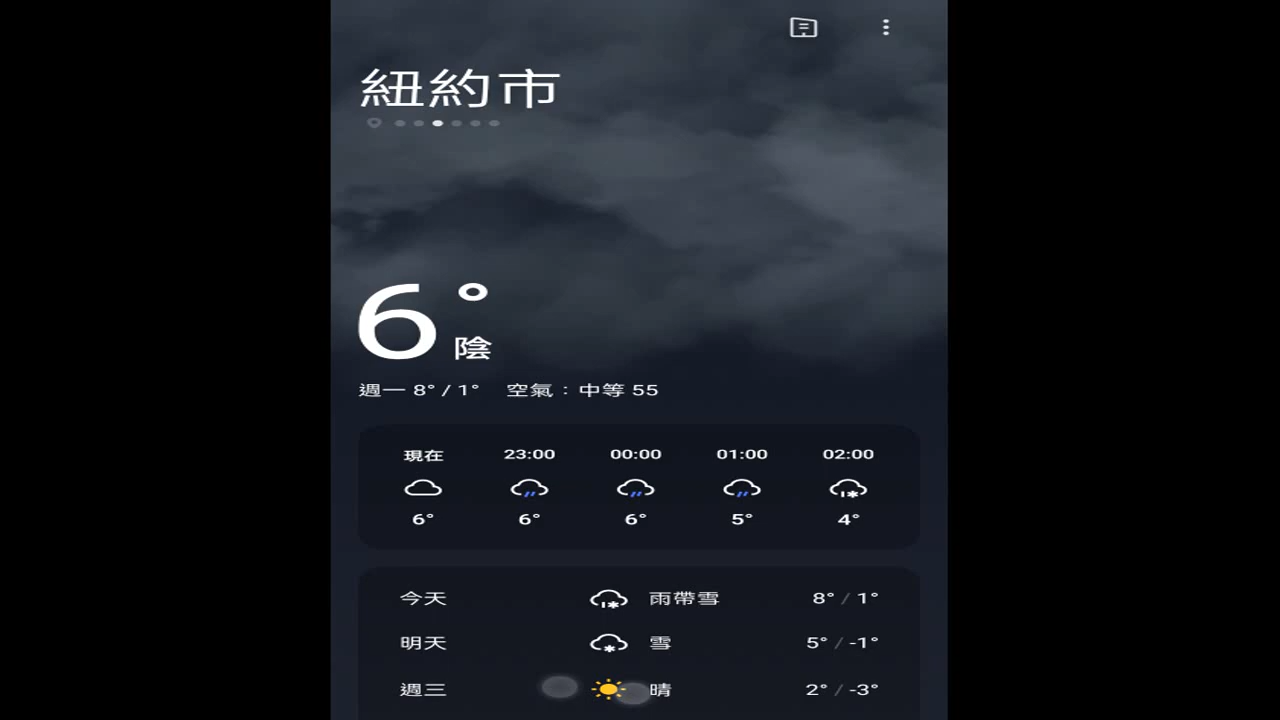 紐約市
6°
陰
週一 8° / 1° 空氣：中等 55
現在 23:00 00:00 01:00 02:00
6° 6° 6° 5° 4°
今天 雨帶雪 8° / 1°
明天 雪 5° / -1°
週三 晴 2° / -3°